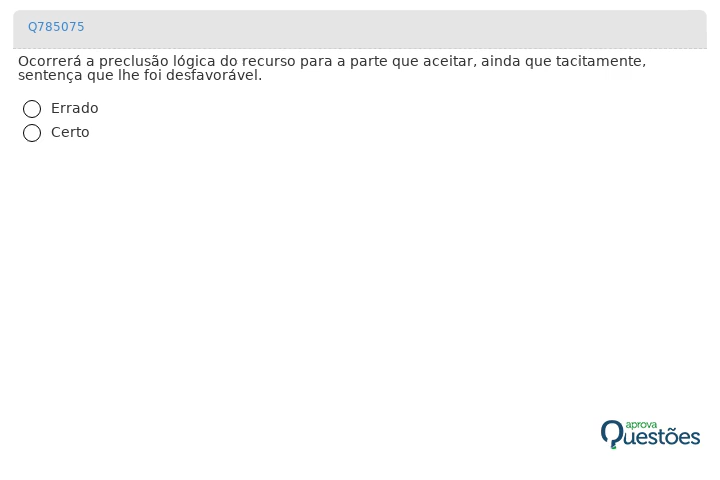 Q785075
Ocorrerá a preclusão lógica do recurso para a parte que aceitar, ainda que tacitamente,
sentença que lhe foi desfavorável.
Errado
Certo
aprova
Questões